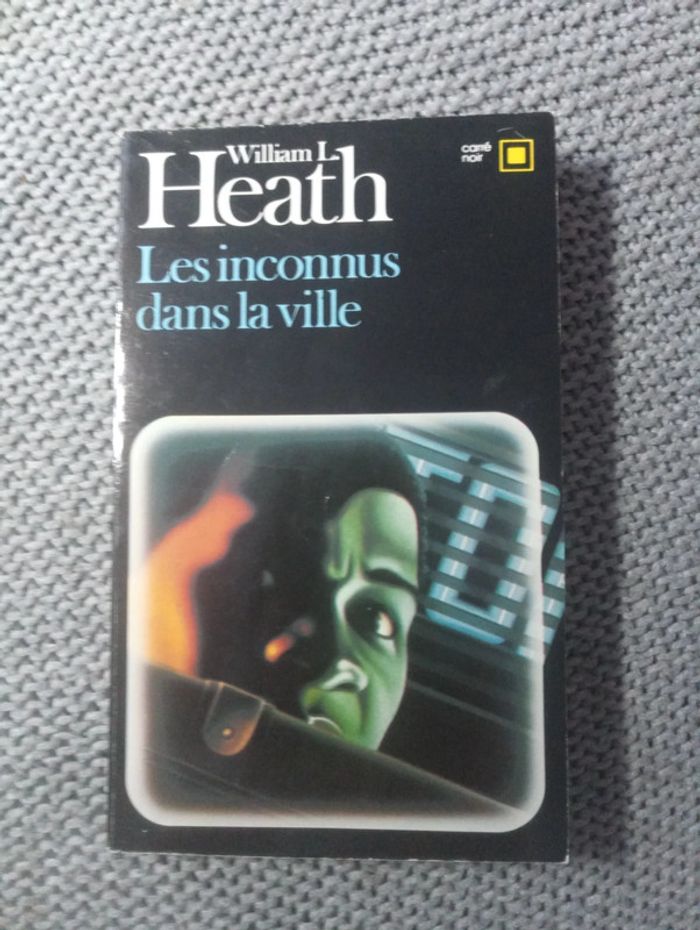 William L.
Heath
carré
noir
Les inconnus
dans la ville